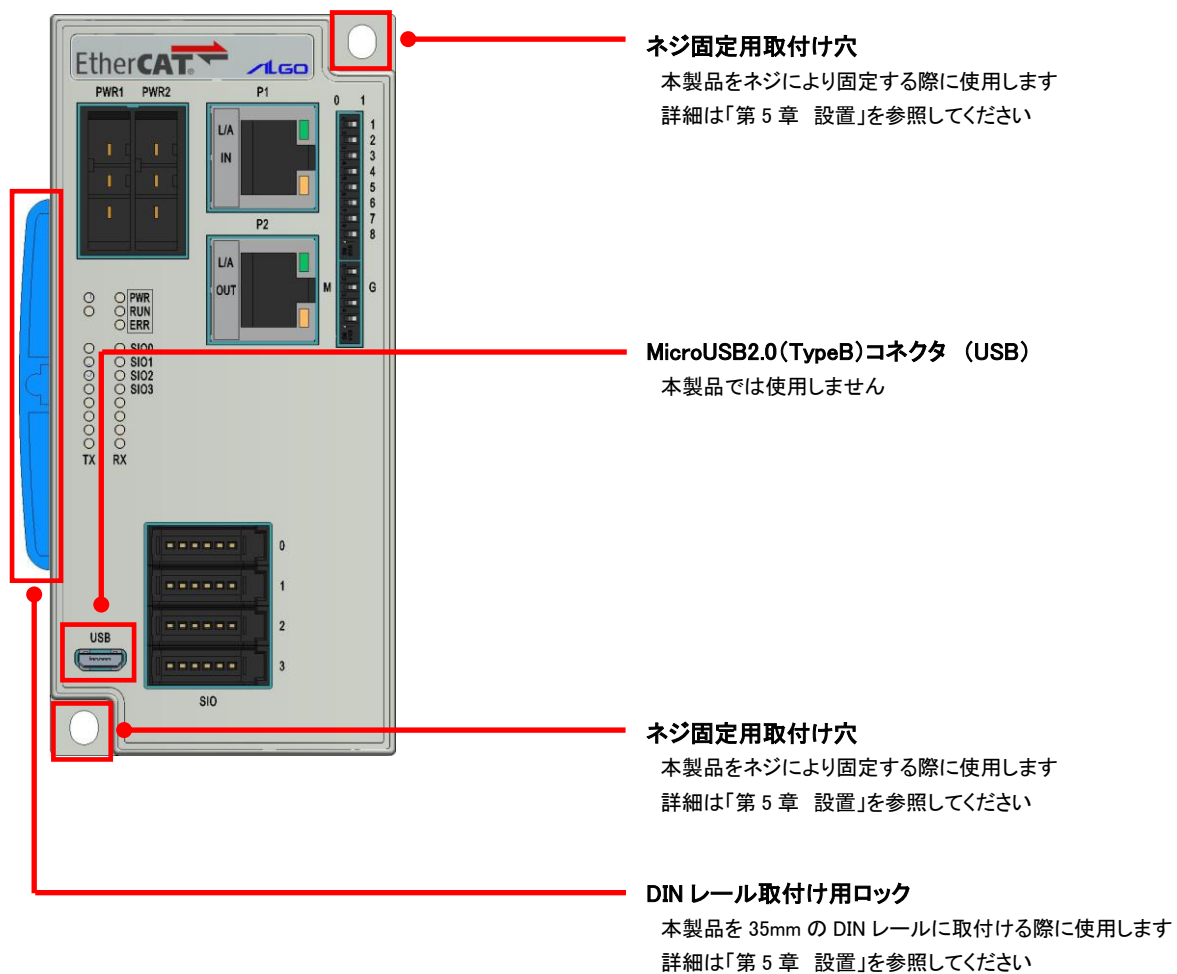 EtherCAT® ALGO
PWR1 PWR2
P1
0 1
L/A
IN
1
2
3
4
5
6
7
8
P2
L/A
OUT
M G
PWR
RUN
ERR
SIO0
SIO1
SIO2
SIO3
TX RX
0
1
2
3
SIO
USB
ネジ固定用取付け穴
本製品をネジにより固定する際に使用します
詳細は「第 5 章 設置」を参照してください
MicroUSB2.0(TypeB)コネクタ (USB)
本製品では使用しません
ネジ固定用取付け穴
本製品をネジにより固定する際に使用します
詳細は「第 5 章 設置」を参照してください
DIN レール取付け用ロック
本製品を 35mm の DIN レールに取付ける際に使用します
詳細は「第 5 章 設置」を参照してください